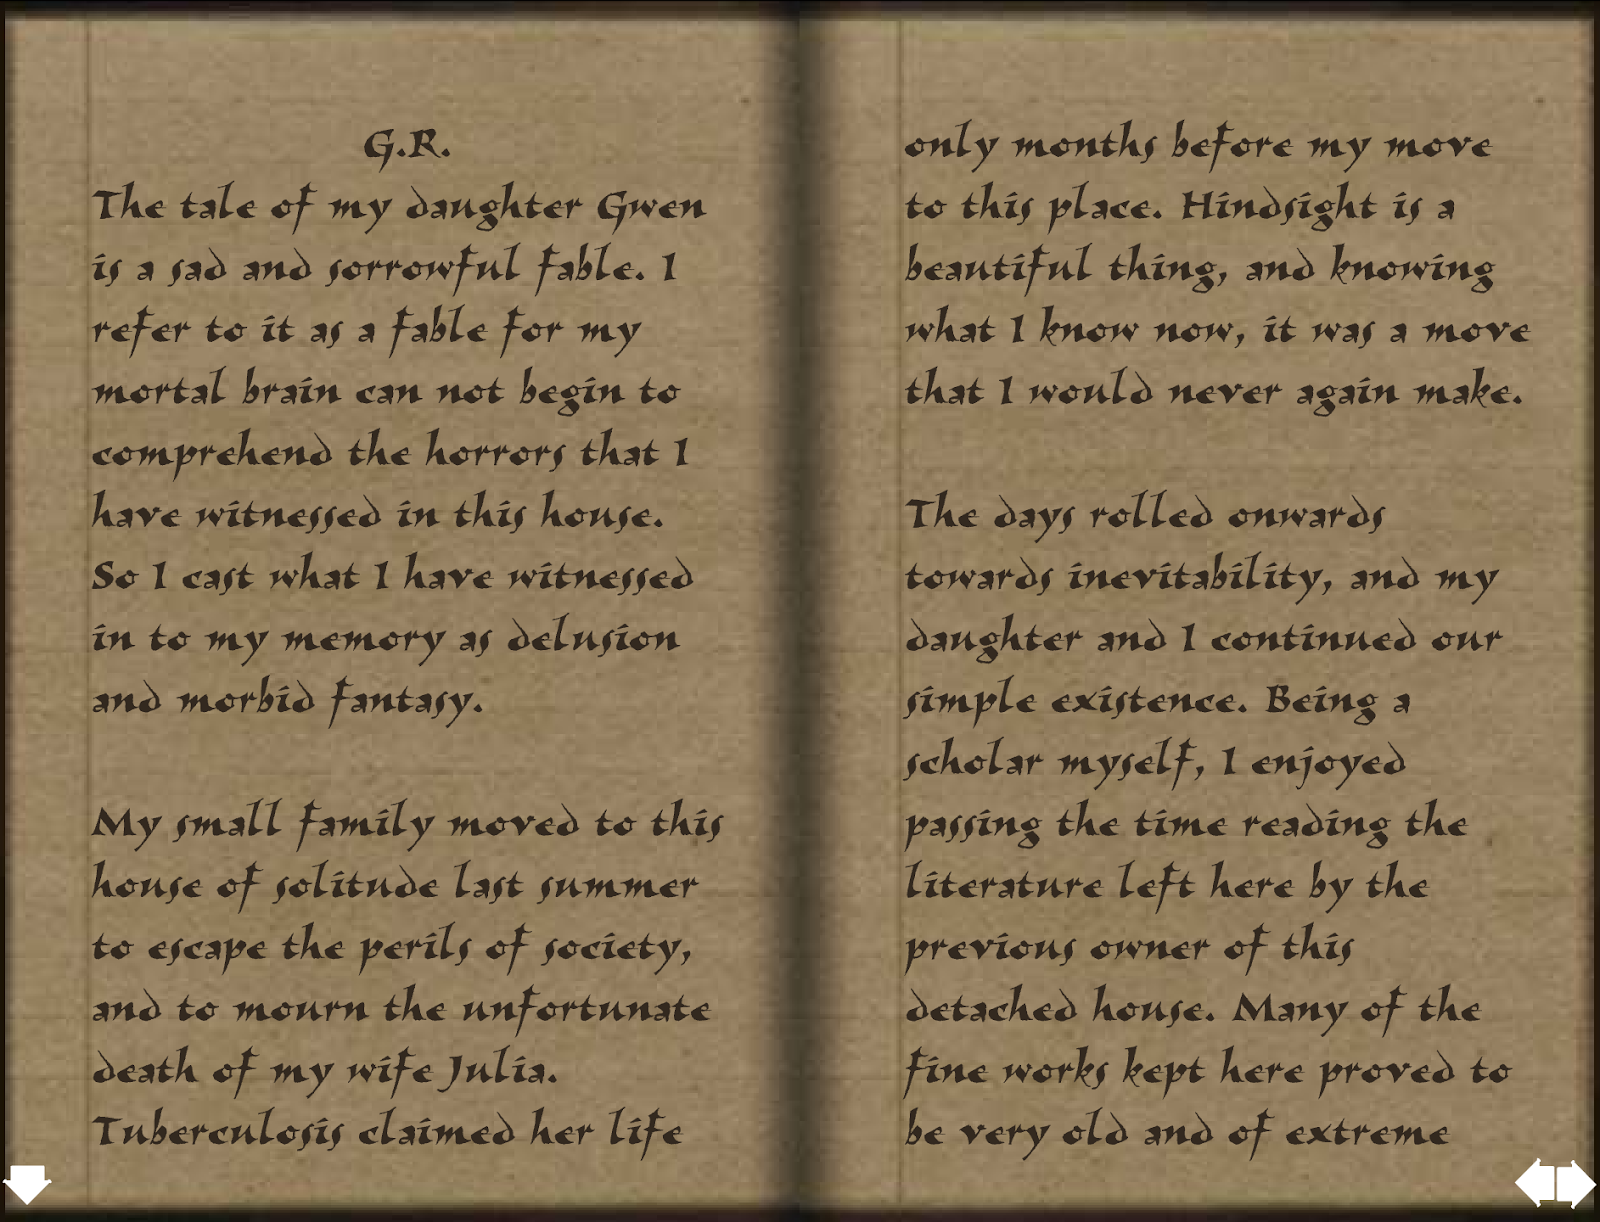 G.R.
The tale of my daughter Gwen
is a sad and sorrowful fable. I
refer to it as a fable for my
mortal brain can not begin to
comprehend the horrors that I
have witnessed in this house.
So I cast what I have witnessed
in to my memory as delusion
and morbid fantasy.
My small family moved to this
house of solitude last summer
to escape the perils of society,
and to mourn the unfortunate
death of my wife Julia.
Tuberculosis claimed her life
only months before my move
to this place. Hindsight is a
beautiful thing, and knowing
what I know now, it was a move
that I would never again make.
The days rolled onwards
towards inevitability, and my
daughter and I continued our
simple existence. Being a
scholar myself, I enjoyed
passing the time reading the
literature left here by the
previous owner of this
detached house. Many of the
fine works kept here proved to
be very old and of extreme